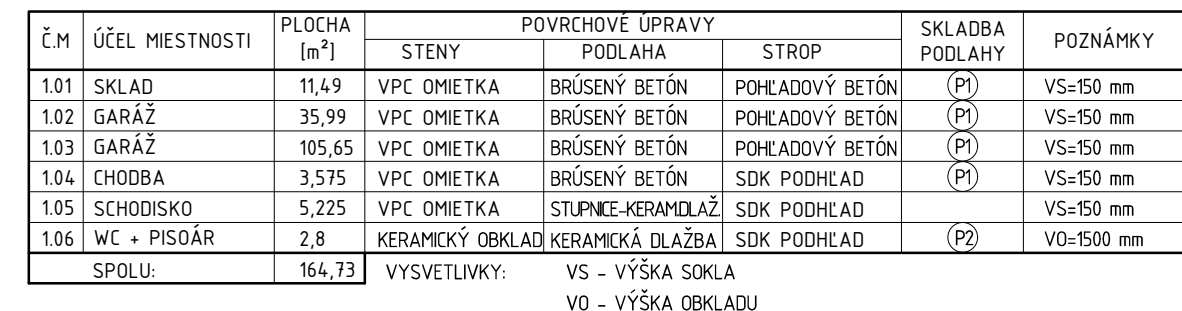 Č.M ÚČEL MIESTNOSTI PLOCHA [m²] POVRCHOVÉ ÚPRAVY SKLADBA PODLAHY POZNÁMKY
STENY PODLAHA STROP
1.01 SKLAD 11,49 VPC OMIETKA BRÚSENÝ BETÓN POHĽADOVÝ BETÓN P1 VS=150 mm
1.02 GARÁŽ 35,99 VPC OMIETKA BRÚSENÝ BETÓN POHĽADOVÝ BETÓN P1 VS=150 mm
1.03 GARÁŽ 105,65 VPC OMIETKA BRÚSENÝ BETÓN POHĽADOVÝ BETÓN P1 VS=150 mm
1.04 CHODBA 3,575 VPC OMIETKA BRÚSENÝ BETÓN SDK PODHĽAD P1 VS=150 mm
1.05 SCHODISKO 5,225 VPC OMIETKA STUPNICE-KERAM.DLAŽ. SDK PODHĽAD VS=150 mm
1.06 WC + PISOÁR 2,8 KERAMICKÝ OBKLAD KERAMICKÁ DLAŽBA SDK PODHĽAD P2 VO=1500 mm
SPOLU: 164,73 VYSVETLIVKY: VS - VÝŠKA SOKLA
VO - VÝŠKA OBKLADU